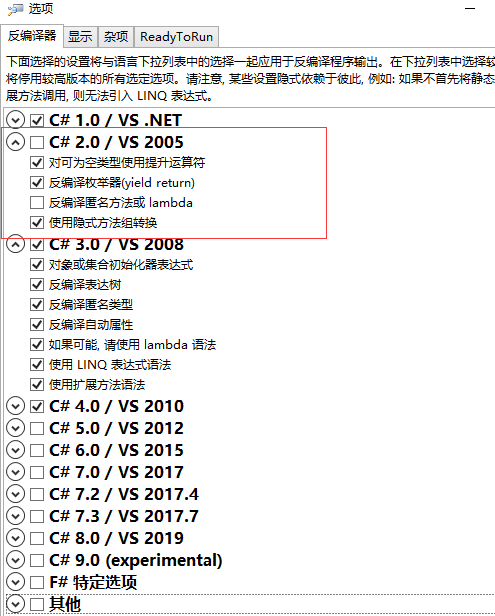 选项
反编译器 显示 杂项 ReadyToRun
下面选择的设置将与语言下拉列表中的选择一起应用于反编译程序输出。在下拉列表中选择较
将停用较高版本的所有选定选项。请注意, 某些设置隐式依赖于彼此, 例如: 如果不首先将静态
展方法调用, 则无法引入 LINQ 表达式。
C# 1.0 / VS .NET
C# 2.0 / VS 2005
对可为空类型使用提升运算符
反编译枚举器(yield return)
反编译匿名方法或 lambda
使用隐式方法组转换
C# 3.0 / VS 2008
对象或集合初始化器表达式
反编译表达树
反编译匿名类型
反编译自动属性
如果可能, 请使用 lambda 语法
使用 LINQ 表达式语法
使用扩展方法语法
C# 4.0 / VS 2010
C# 5.0 / VS 2012
C# 6.0 / VS 2015
C# 7.0 / VS 2017
C# 7.2 / VS 2017.4
C# 7.3 / VS 2017.7
C# 8.0 / VS 2019
C# 9.0 (experimental)
F# 特定选项
其他